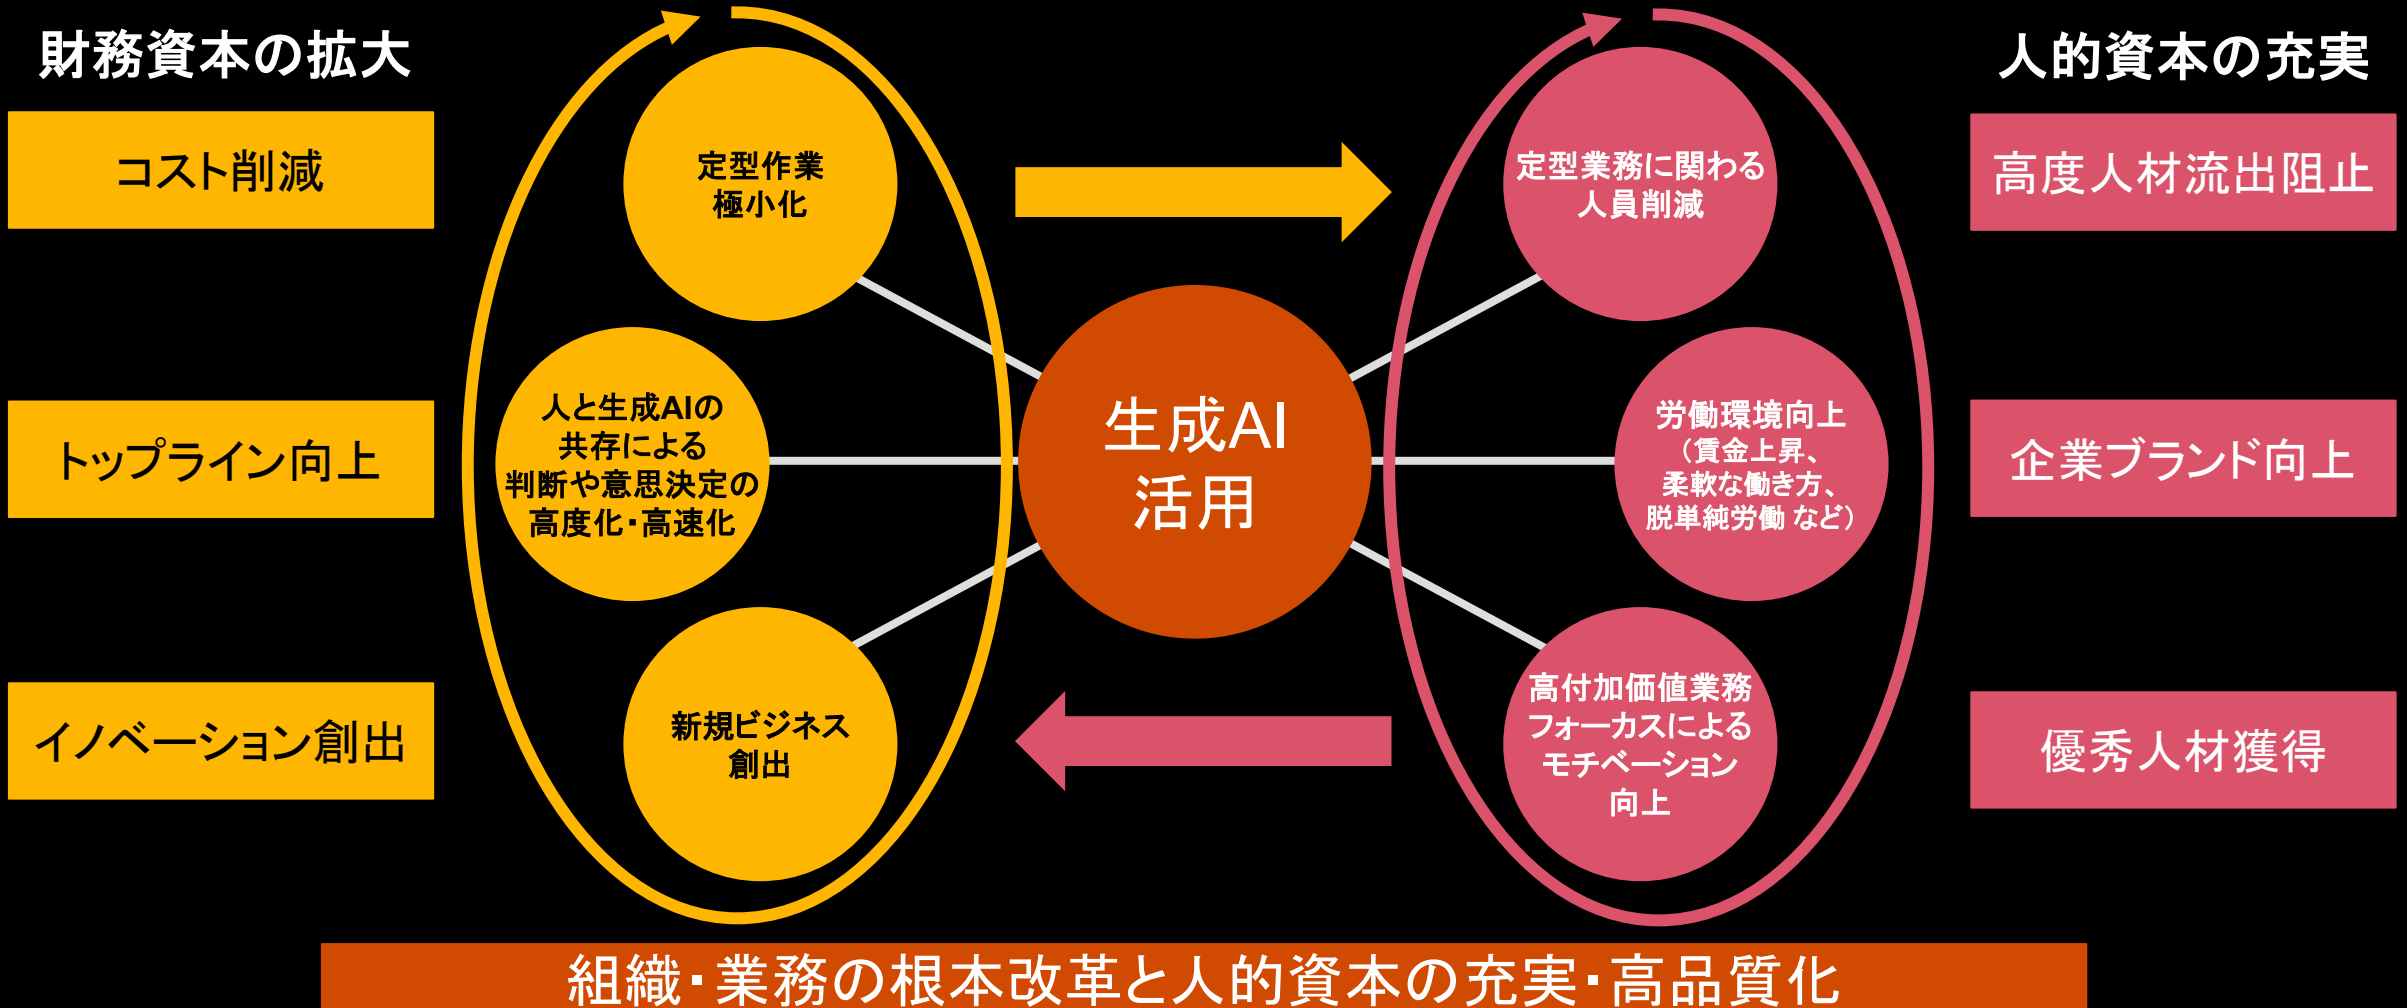 財務資本の拡大
コスト削減
トップライン向上
イノベーション創出
定型作業
極小化
人と生成AIの
共存による
判断や意思決定の
高度化・高速化
新規ビジネス
創出
生成AI
活用
定型業務に関わる
人員削減
労働環境向上
（賃金上昇、
柔軟な働き方、
脱単純労働 など）
高付加価値業務
フォーカスによる
モチベーション
向上
人的資本の充実
高度人材流出阻止
企業ブランド向上
優秀人材獲得
組織・業務の根本改革と人的資本の充実・高品質化